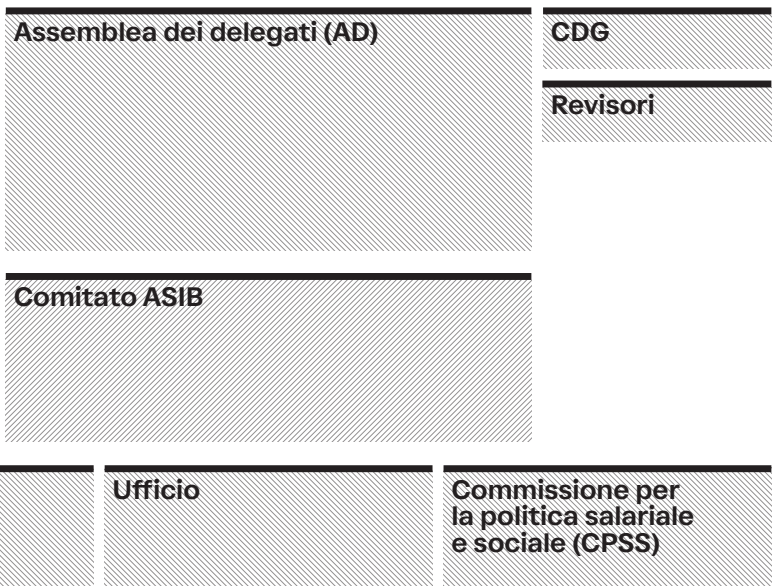 Assemblea dei delegati (AD)
CDG
Revisori
Comitato ASIB
Ufficio
Commissione per
la politica salariale
e sociale (CPSS)